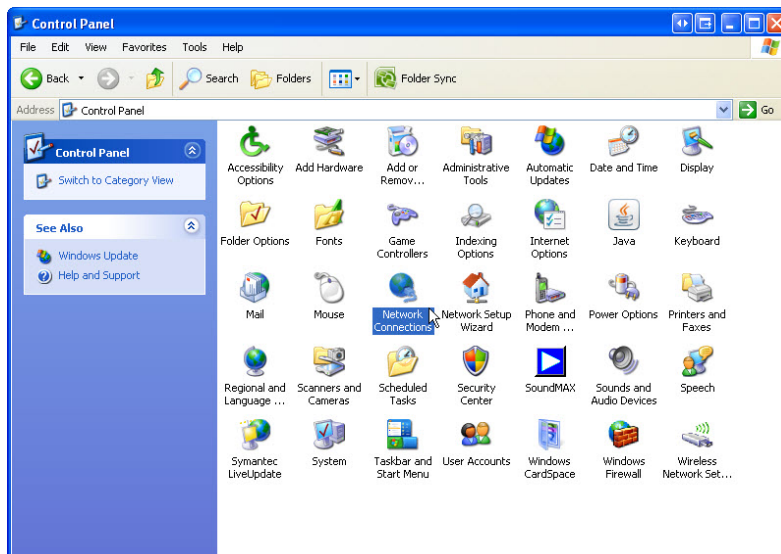 Control Panel
File Edit View Favorites Tools Help
Back Search Folders Folder Sync
Address Control Panel Go
Control Panel
Switch to Category View
See Also
Windows Update
Help and Support
Accessibility Options
Add Hardware
Add or Remov...
Administrative Tools
Automatic Updates
Date and Time
Display
Folder Options
Fonts
Game Controllers
Indexing Options
Internet Options
Java
Keyboard
Mail
Mouse
Network Connections
Network Setup Wizard
Phone and Modem ...
Power Options
Printers and Faxes
Regional and Language ...
Scanners and Cameras
Scheduled Tasks
Security Center
SoundMAX
Sounds and Audio Devices
Speech
Symantec LiveUpdate
System
Taskbar and Start Menu
User Accounts
Windows CardSpace
Windows Firewall
Wireless Network Set...